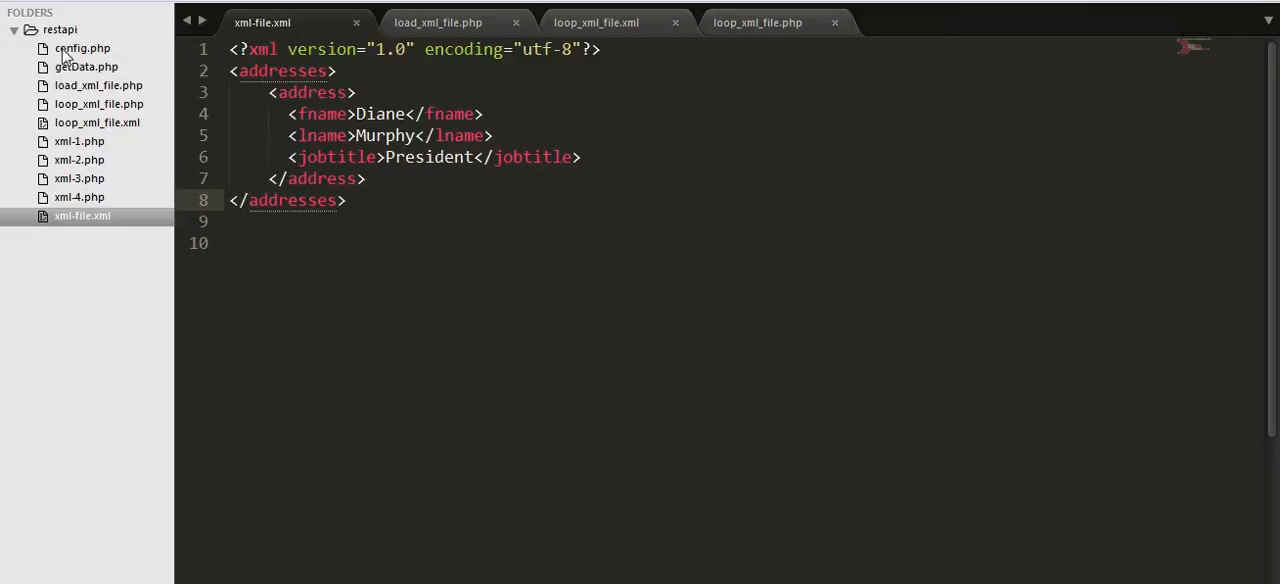 FOLDERS
restapi
config.php
getData.php
load_xml_file.php
loop_xml_file.php
loop_xml_file.xml
xml-1.php
xml-2.php
xml-3.php
xml-4.php
xml-file.xml
xml-file.xml × load_xml_file.php × loop_xml_file.xml × loop_xml_file.php ×
1 <?xml version="1.0" encoding="utf-8"?>
2 <addresses>
3     <address>
4       <fname>Diane</fname>
5       <lname>Murphy</lname>
6       <jobtitle>President</jobtitle>
7     </address>
8 </addresses>
9
10